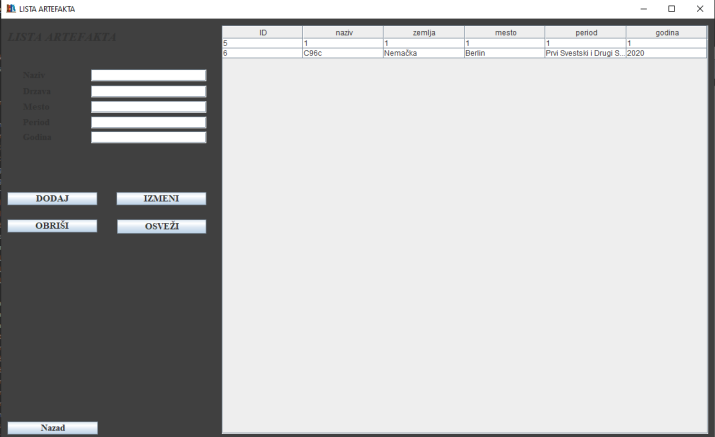 LISTA ARTEFAKTA
LISTA ARTEFAKTA
ID naziv zemlja mesto period godina
5 1 1 1 1 1
6 C96c Nemačka Berlin Prvi Svestski i Drugi S... 2020
Naziv
Drzava
Mesto
Period
Godina
DODAJ IZMENI
OBRIŠI OSVEŽI
Nazad